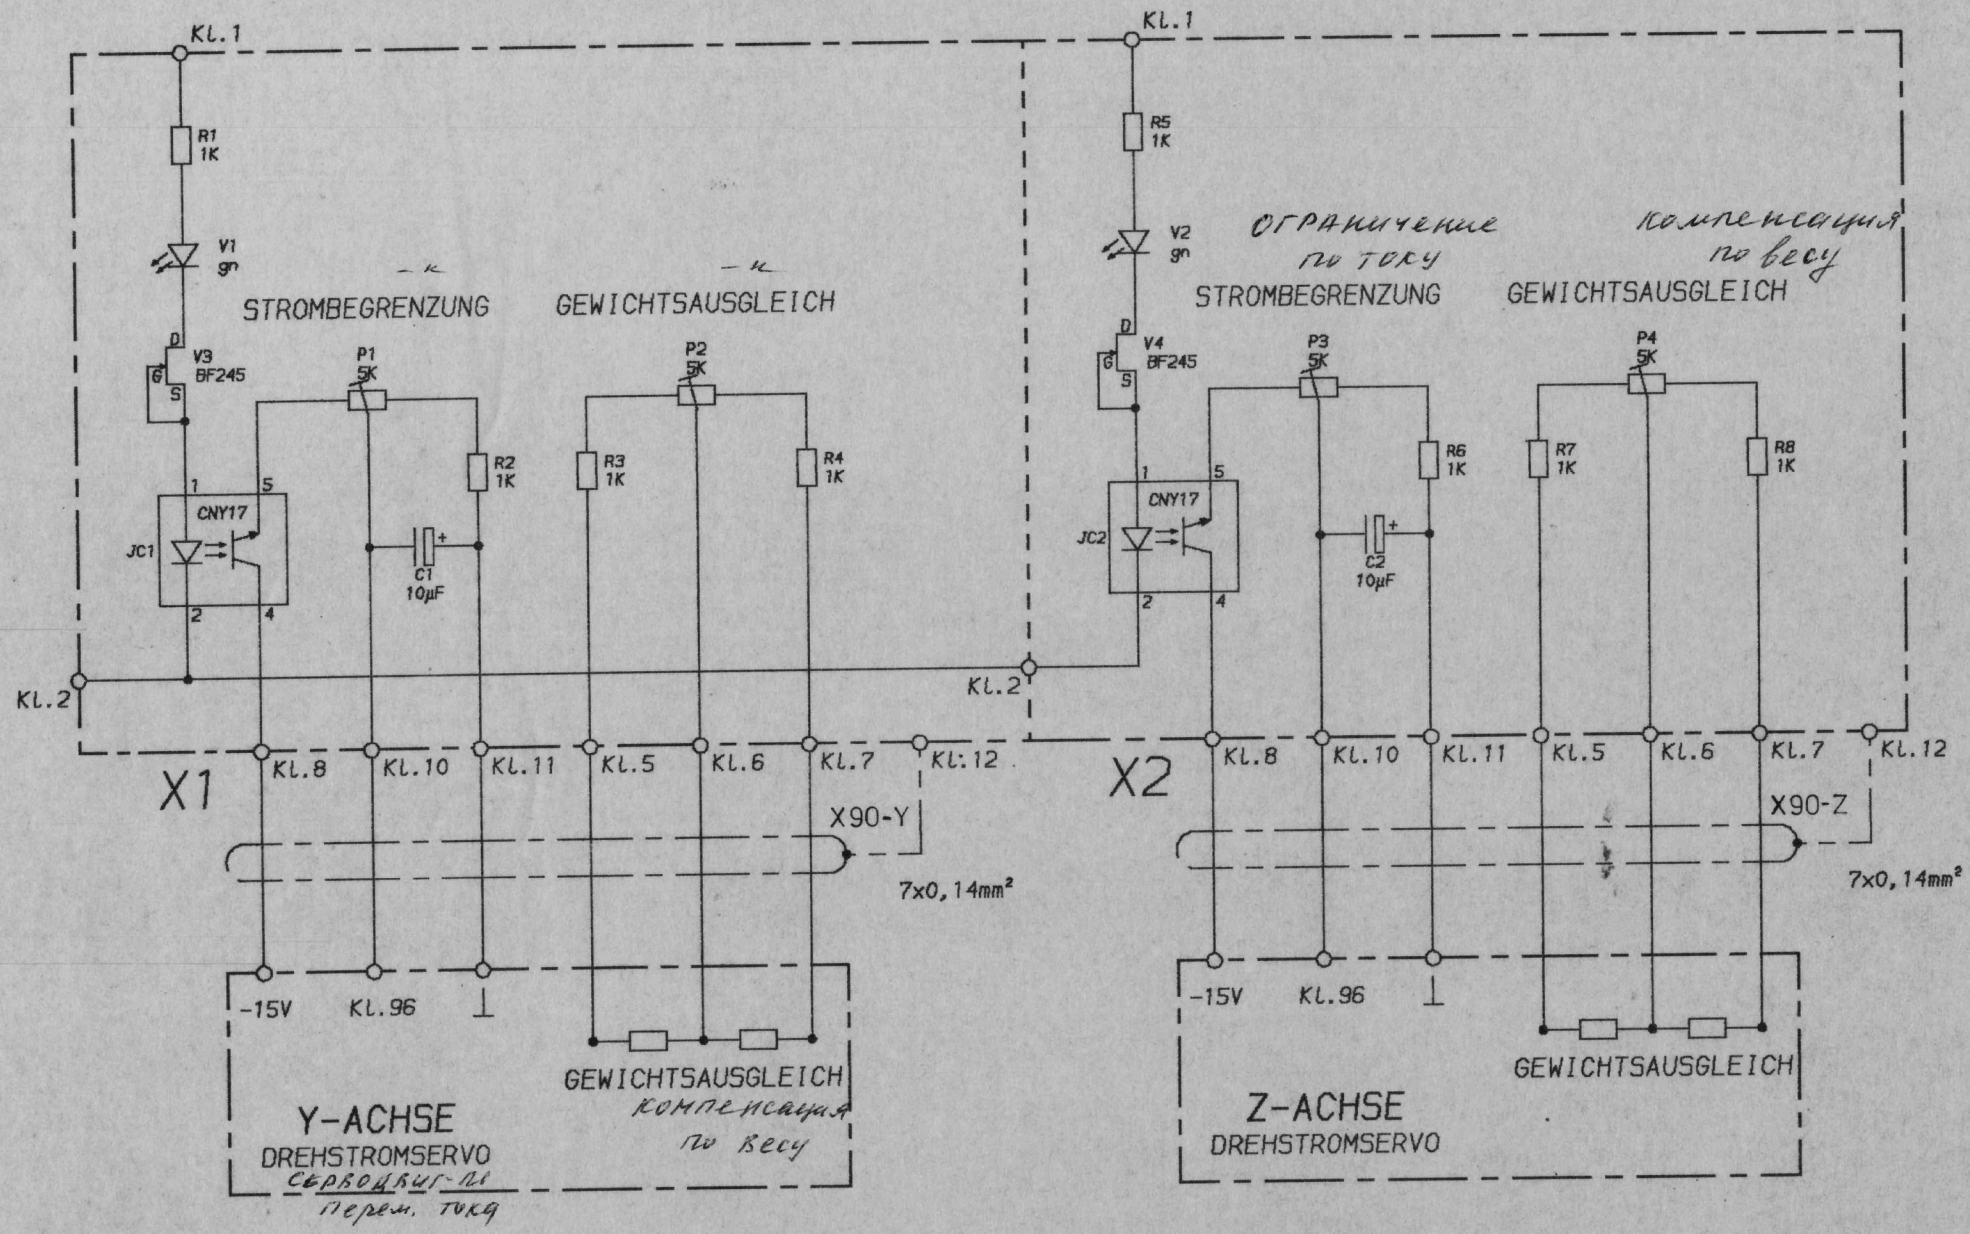 KL.1
KL.1
R1
1K
R5
1K
V1
gn
V2
gn
ОГРАНИЧЕНИЕ
по току
компенсация
по весу
STROMBEGRENZUNG
GEWICHTSAUSGLEICH
STROMBEGRENZUNG
GEWICHTSAUSGLEICH
D
G
S
V3
BF245
P1
5K
P2
5K
D
G
S
V4
BF245
P3
5K
P4
5K
R2
1K
R3
1K
R4
1K
R6
1K
R7
1K
R8
1K
1
5
CNY17
JC1
2
4
+
C1
10µF
1
5
CNY17
JC2
2
4
+
C2
10µF
KL.2
KL.2
KL.8
KL.10
KL.11
KL.5
KL.6
KL.7
KL.12
KL.8
KL.10
KL.11
KL.5
KL.6
KL.7
KL.12
X1
X2
X90-Y
X90-Z
7x0,14mm²
7x0,14mm²
-15V
KL.96
⊥
-15V
KL.96
⊥
GEWICHTSAUSGLEICH
компенсация
по весу
Y-ACHSE
DREHSTROMSERVO
СЕРВОДВИГ-ЛЬ
перем. тока
GEWICHTSAUSGLEICH
Z-ACHSE
DREHSTROMSERVO